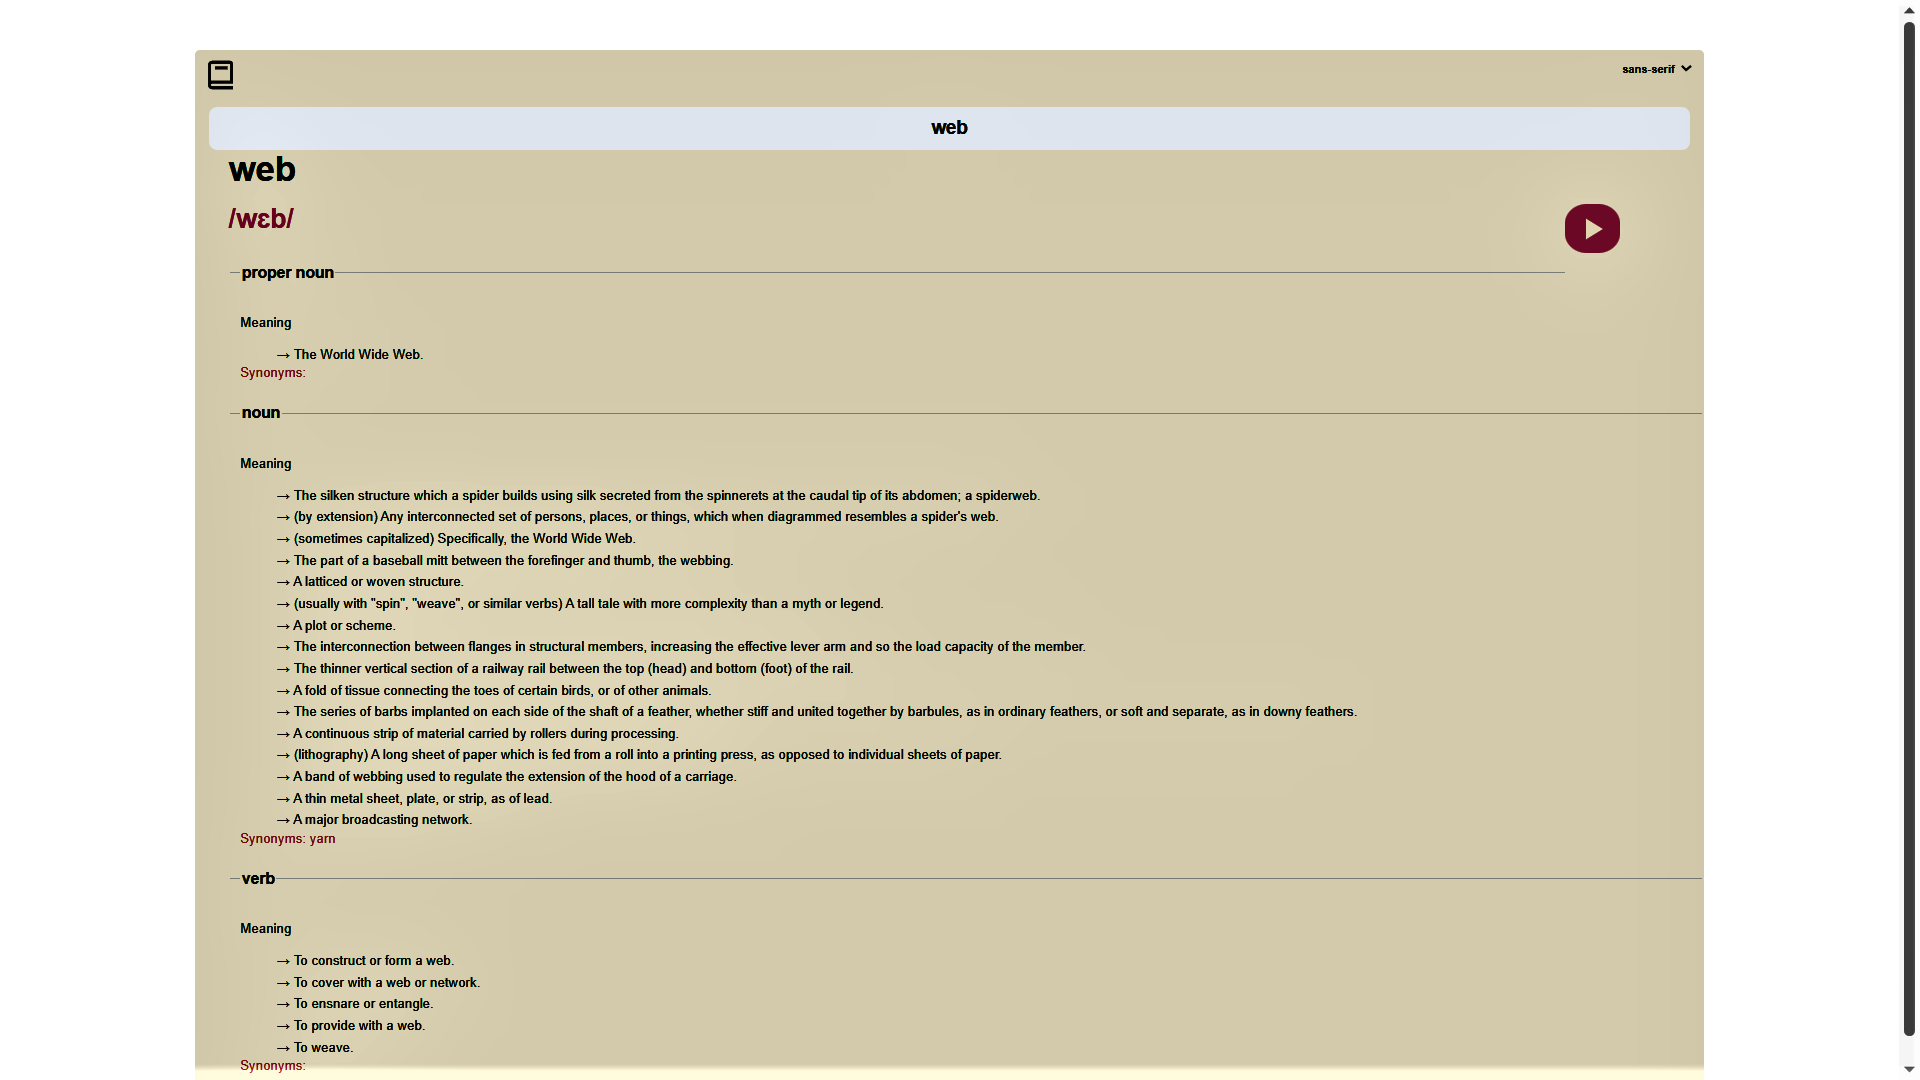 sans-serif
web
web
/wɛb/
proper noun
Meaning
→ The World Wide Web.
Synonyms:
noun
Meaning
→ The silken structure which a spider builds using silk secreted from the spinnerets at the caudal tip of its abdomen; a spiderweb.
→ (by extension) Any interconnected set of persons, places, or things, which when diagrammed resembles a spider's web.
→ (sometimes capitalized) Specifically, the World Wide Web.
→ The part of a baseball mitt between the forefinger and thumb, the webbing.
→ A latticed or woven structure.
→ (usually with "spin", "weave", or similar verbs) A tall tale with more complexity than a myth or legend.
→ A plot or scheme.
→ The interconnection between flanges in structural members, increasing the effective lever arm and so the load capacity of the member.
→ The thinner vertical section of a railway rail between the top (head) and bottom (foot) of the rail.
→ A fold of tissue connecting the toes of certain birds, or of other animals.
→ The series of barbs implanted on each side of the shaft of a feather, whether stiff and united together by barbules, as in ordinary feathers, or soft and separate, as in downy feathers.
→ A continuous strip of material carried by rollers during processing.
→ (lithography) A long sheet of paper which is fed from a roll into a printing press, as opposed to individual sheets of paper.
→ A band of webbing used to regulate the extension of the hood of a carriage.
→ A thin metal sheet, plate, or strip, as of lead.
→ A major broadcasting network.
Synonyms: yarn
verb
Meaning
→ To construct or form a web.
→ To cover with a web or network.
→ To ensnare or entangle.
→ To provide with a web.
→ To weave.
Synonyms: